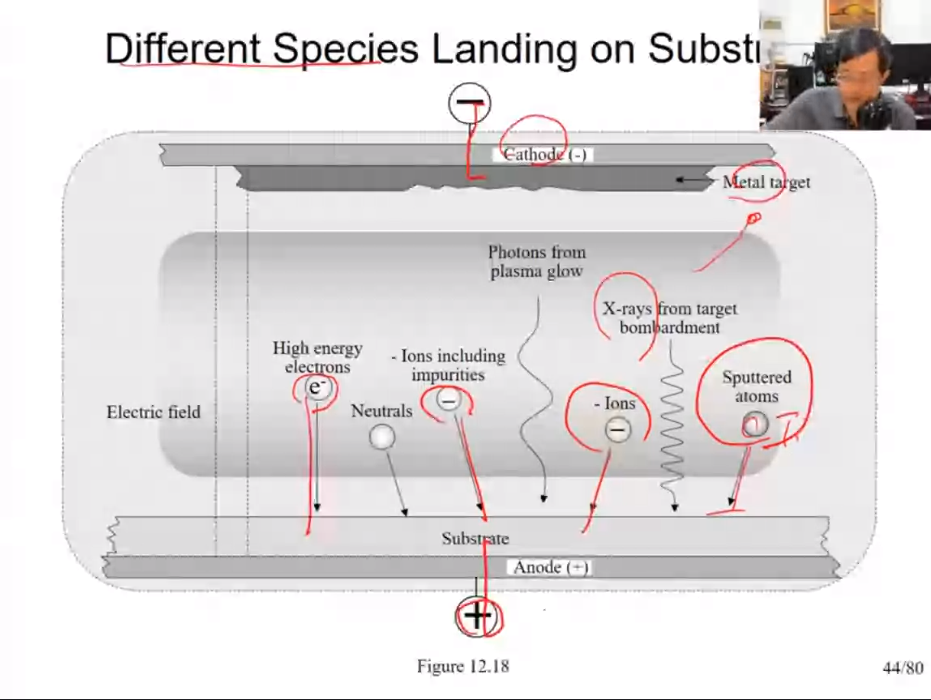 Different Species Landing on Subst
−
Cathode (-)
Metal target
Photons from
plasma glow
X-rays from target
bombardment
High energy
electrons
e-
- Ions including
impurities
−
Neutrals
- Ions
−
Sputtered
atoms
Electric field
Substrate
Anode (+)
+
Figure 12.18
44/80